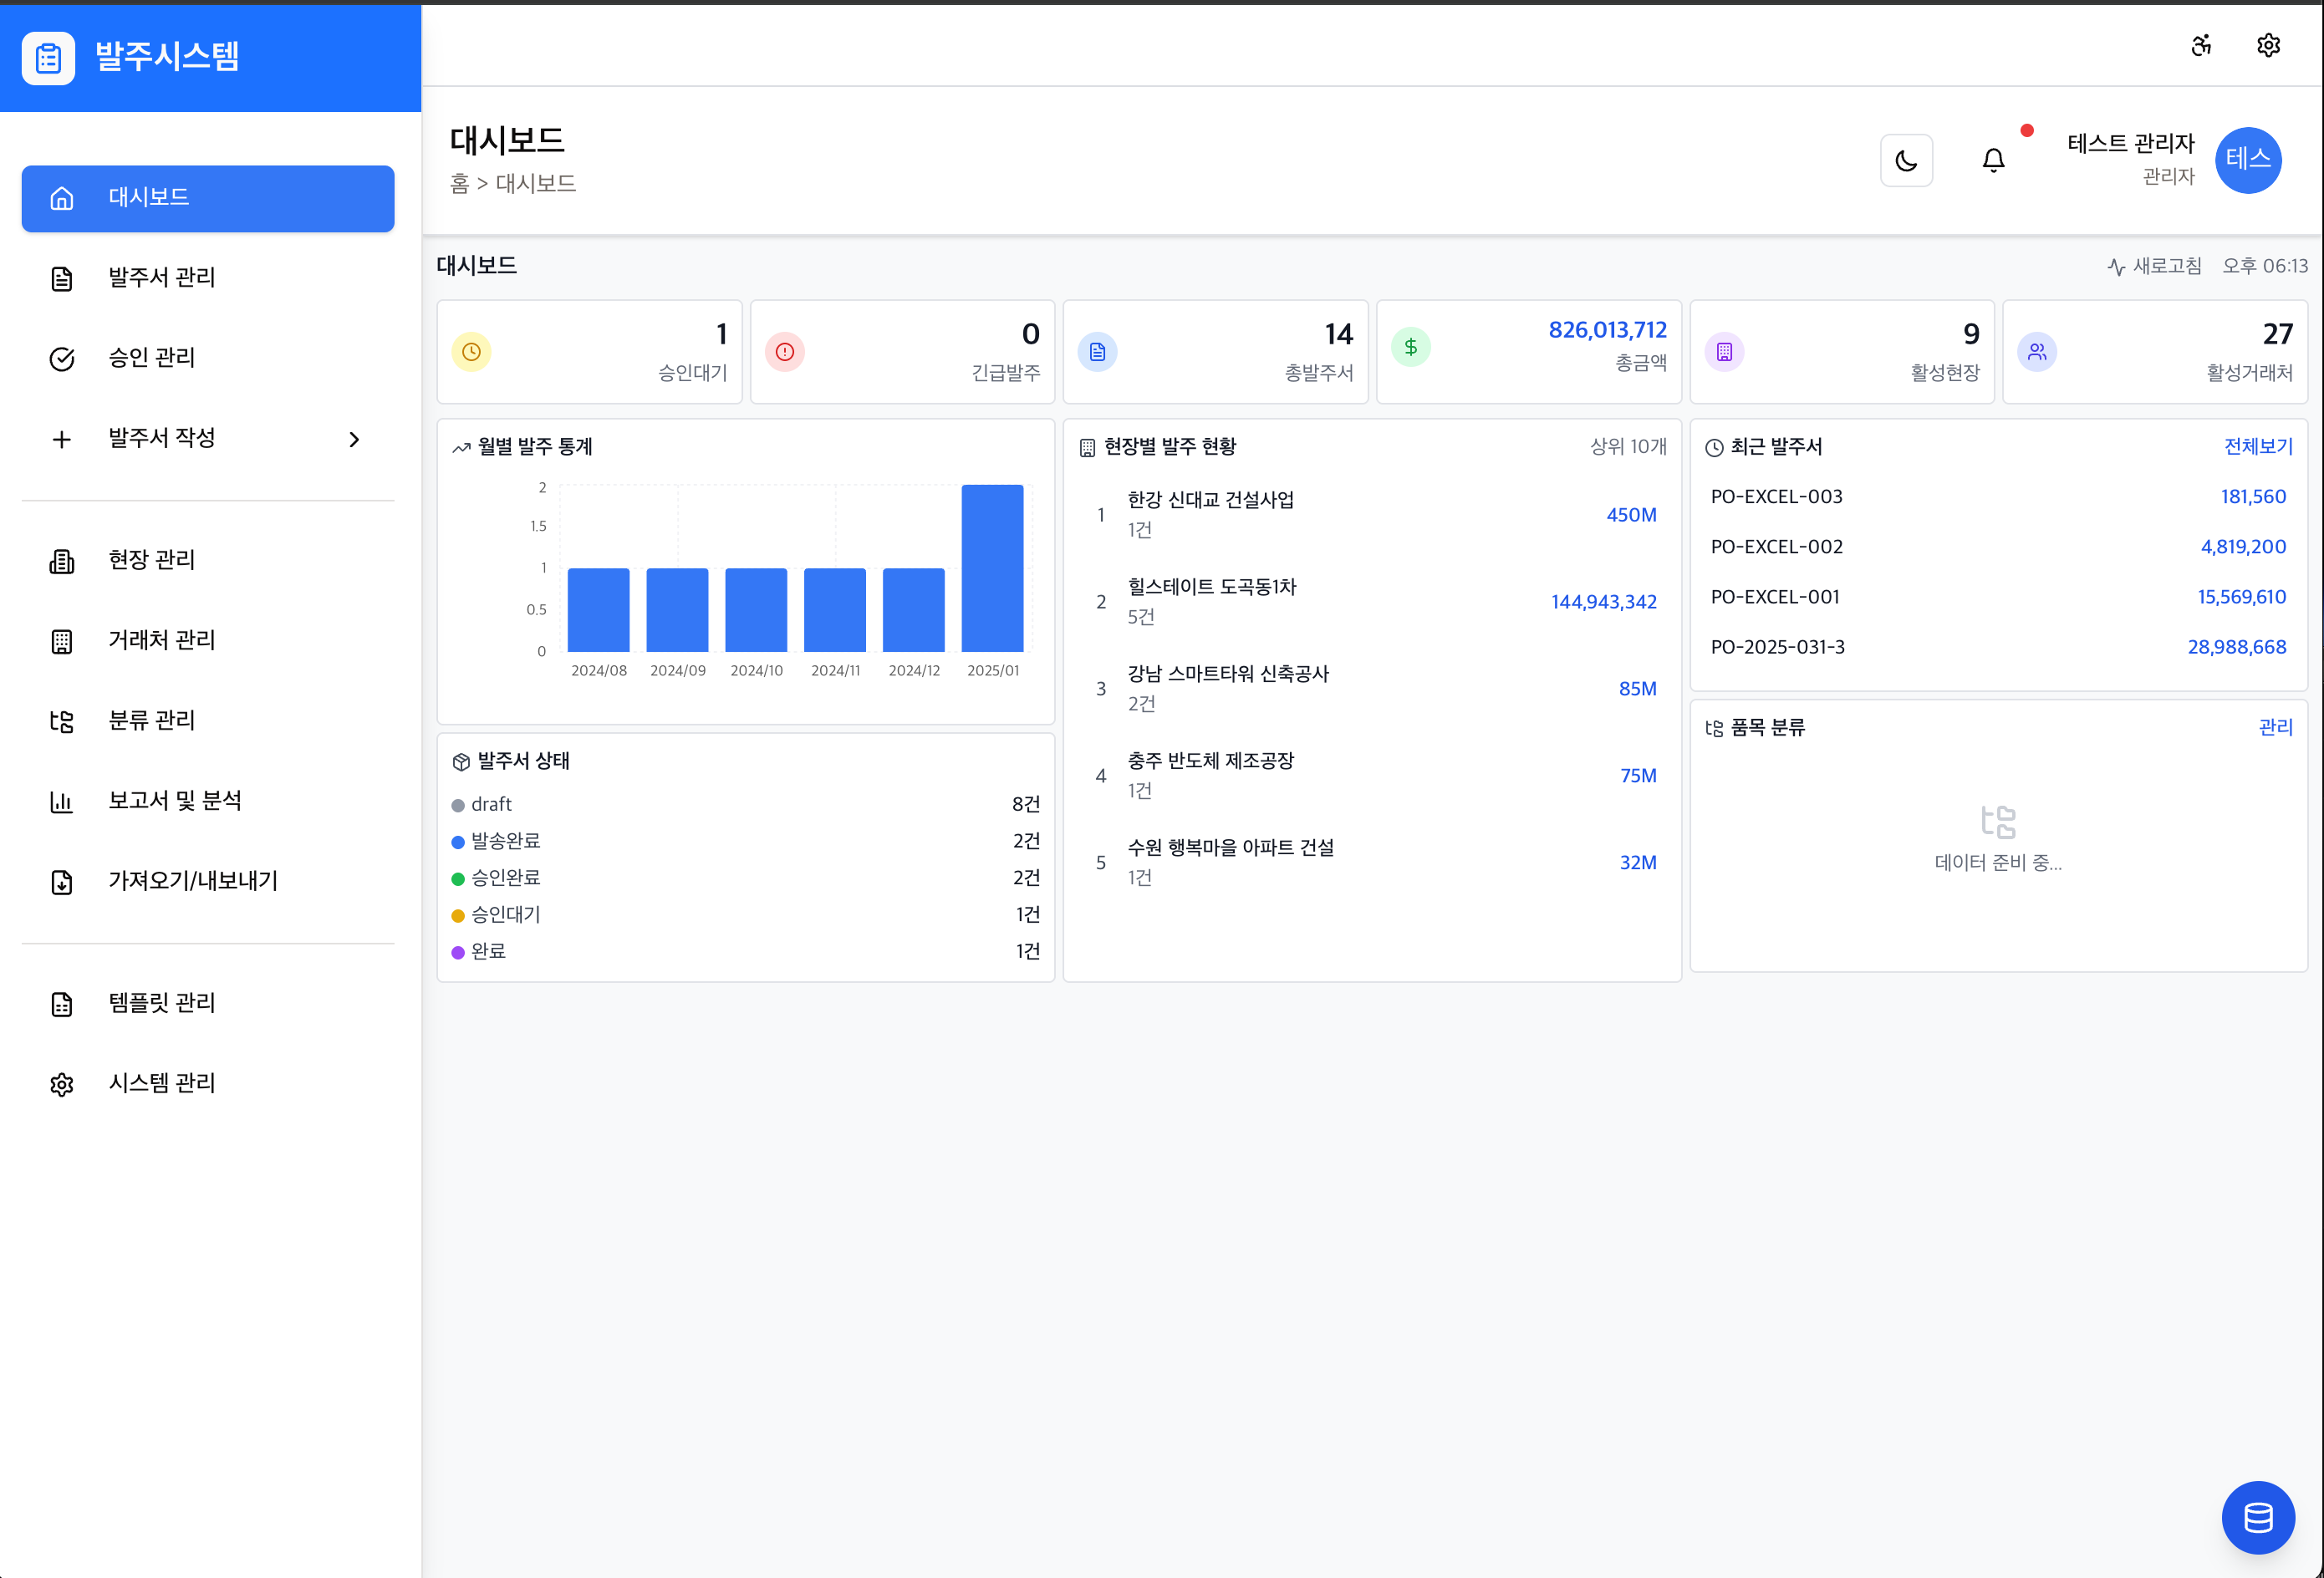 발주시스템
대시보드
발주서 관리
승인 관리
발주서 작성
현장 관리
거래처 관리
분류 관리
보고서 및 분석
가져오기/내보내기
템플릿 관리
시스템 관리
대시보드
홈 > 대시보드
테스트 관리자
관리자
테스
대시보드
새로고침 오후 06:13
1
승인대기
0
긴급발주
14
총발주서
826,013,712
총금액
9
활성현장
27
활성거래처
월별 발주 통계
2
1.5
1
0.5
0
2024/08 2024/09 2024/10 2024/11 2024/12 2025/01
발주서 상태
draft 8건
발송완료 2건
승인완료 2건
승인대기 1건
완료 1건
현장별 발주 현황 상위 10개
1 한강 신대교 건설사업 450M
1건
2 힐스테이트 도곡동1차 144,943,342
5건
3 강남 스마트타워 신축공사 85M
2건
4 충주 반도체 제조공장 75M
1건
5 수원 행복마을 아파트 건설 32M
1건
최근 발주서 전체보기
PO-EXCEL-003 181,560
PO-EXCEL-002 4,819,200
PO-EXCEL-001 15,569,610
PO-2025-031-3 28,988,668
품목 분류 관리
데이터 준비 중...